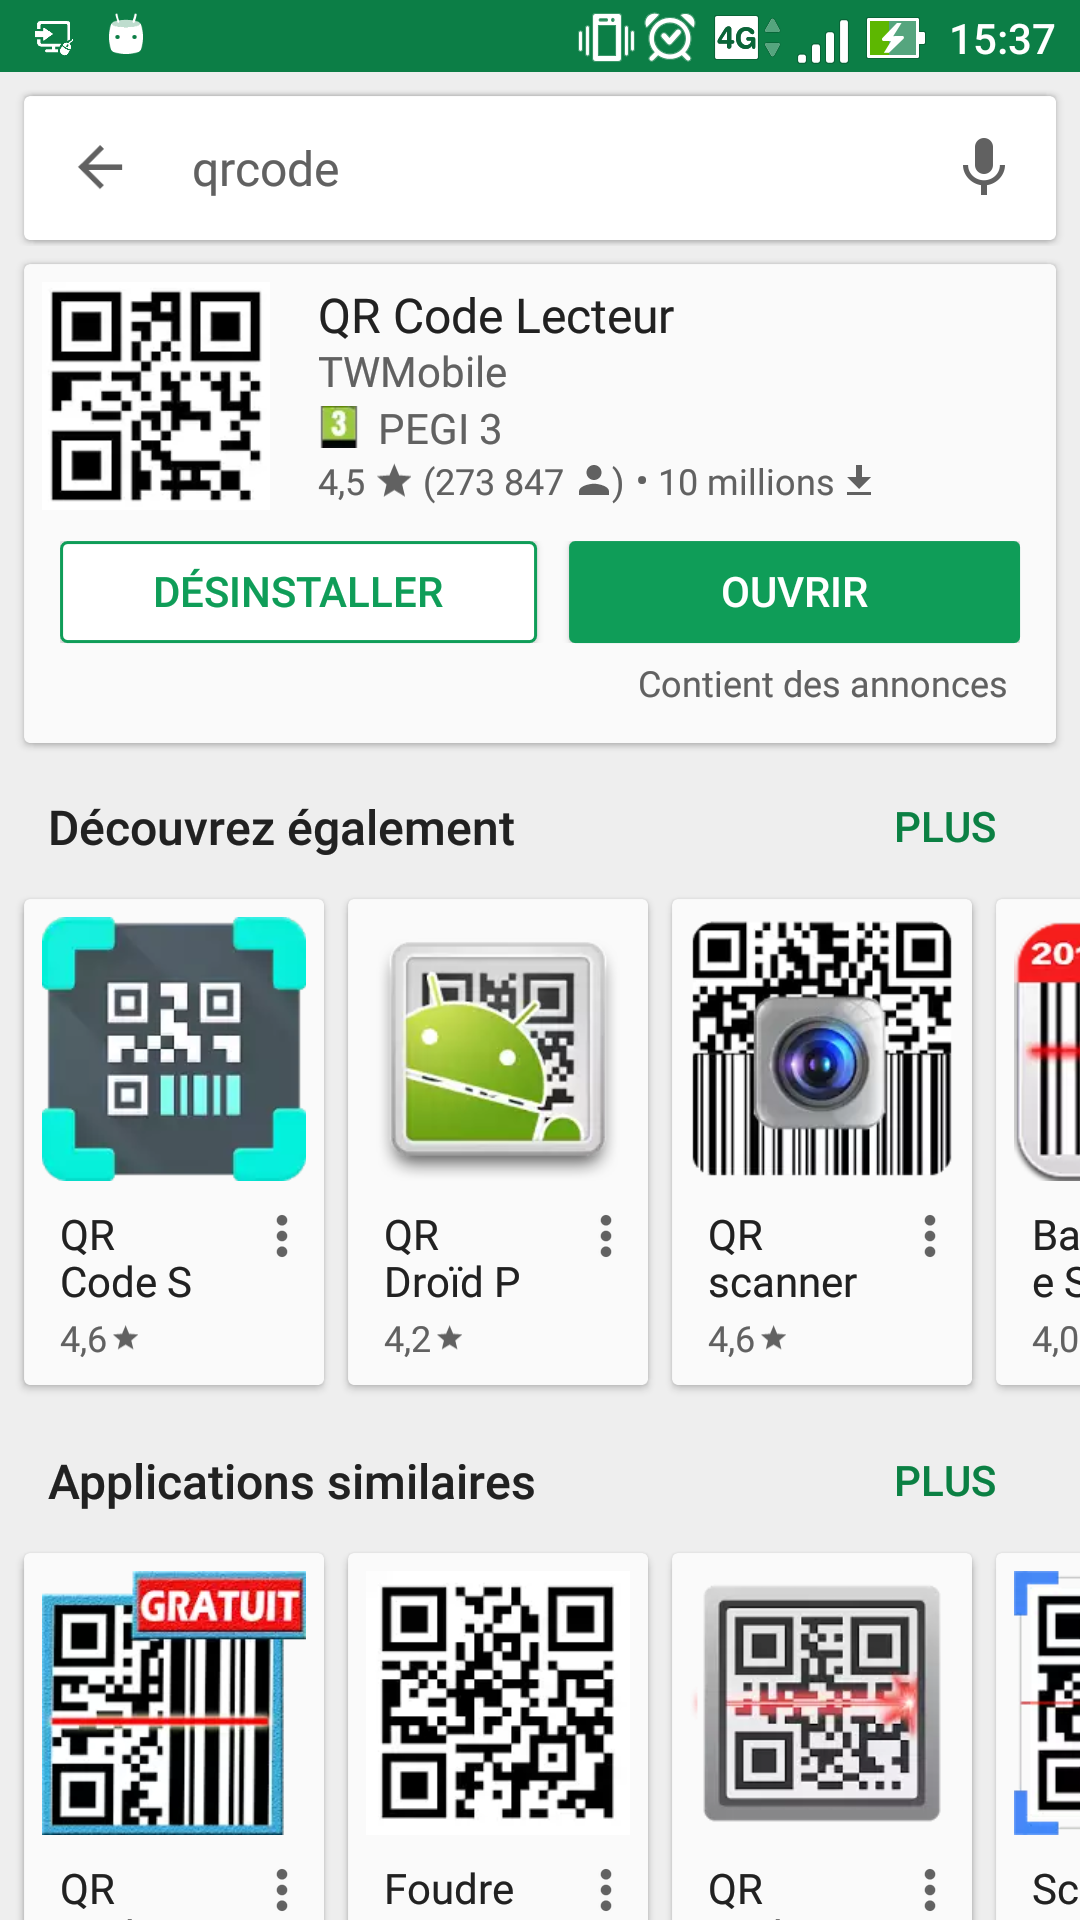 4G 15:37
qrcode
QR Code Lecteur
TWMobile
3 PEGI 3
4,5 ★ (273 847 ) • 10 millions
DÉSINSTALLER OUVRIR
Contient des annonces
Découvrez également PLUS
201
QR QR QR Ba
Code S Droïd P scanner e S
4,6 ★ 4,2 ★ 4,6 ★ 4,0
Applications similaires PLUS
GRATUIT
QR Foudre QR Sc